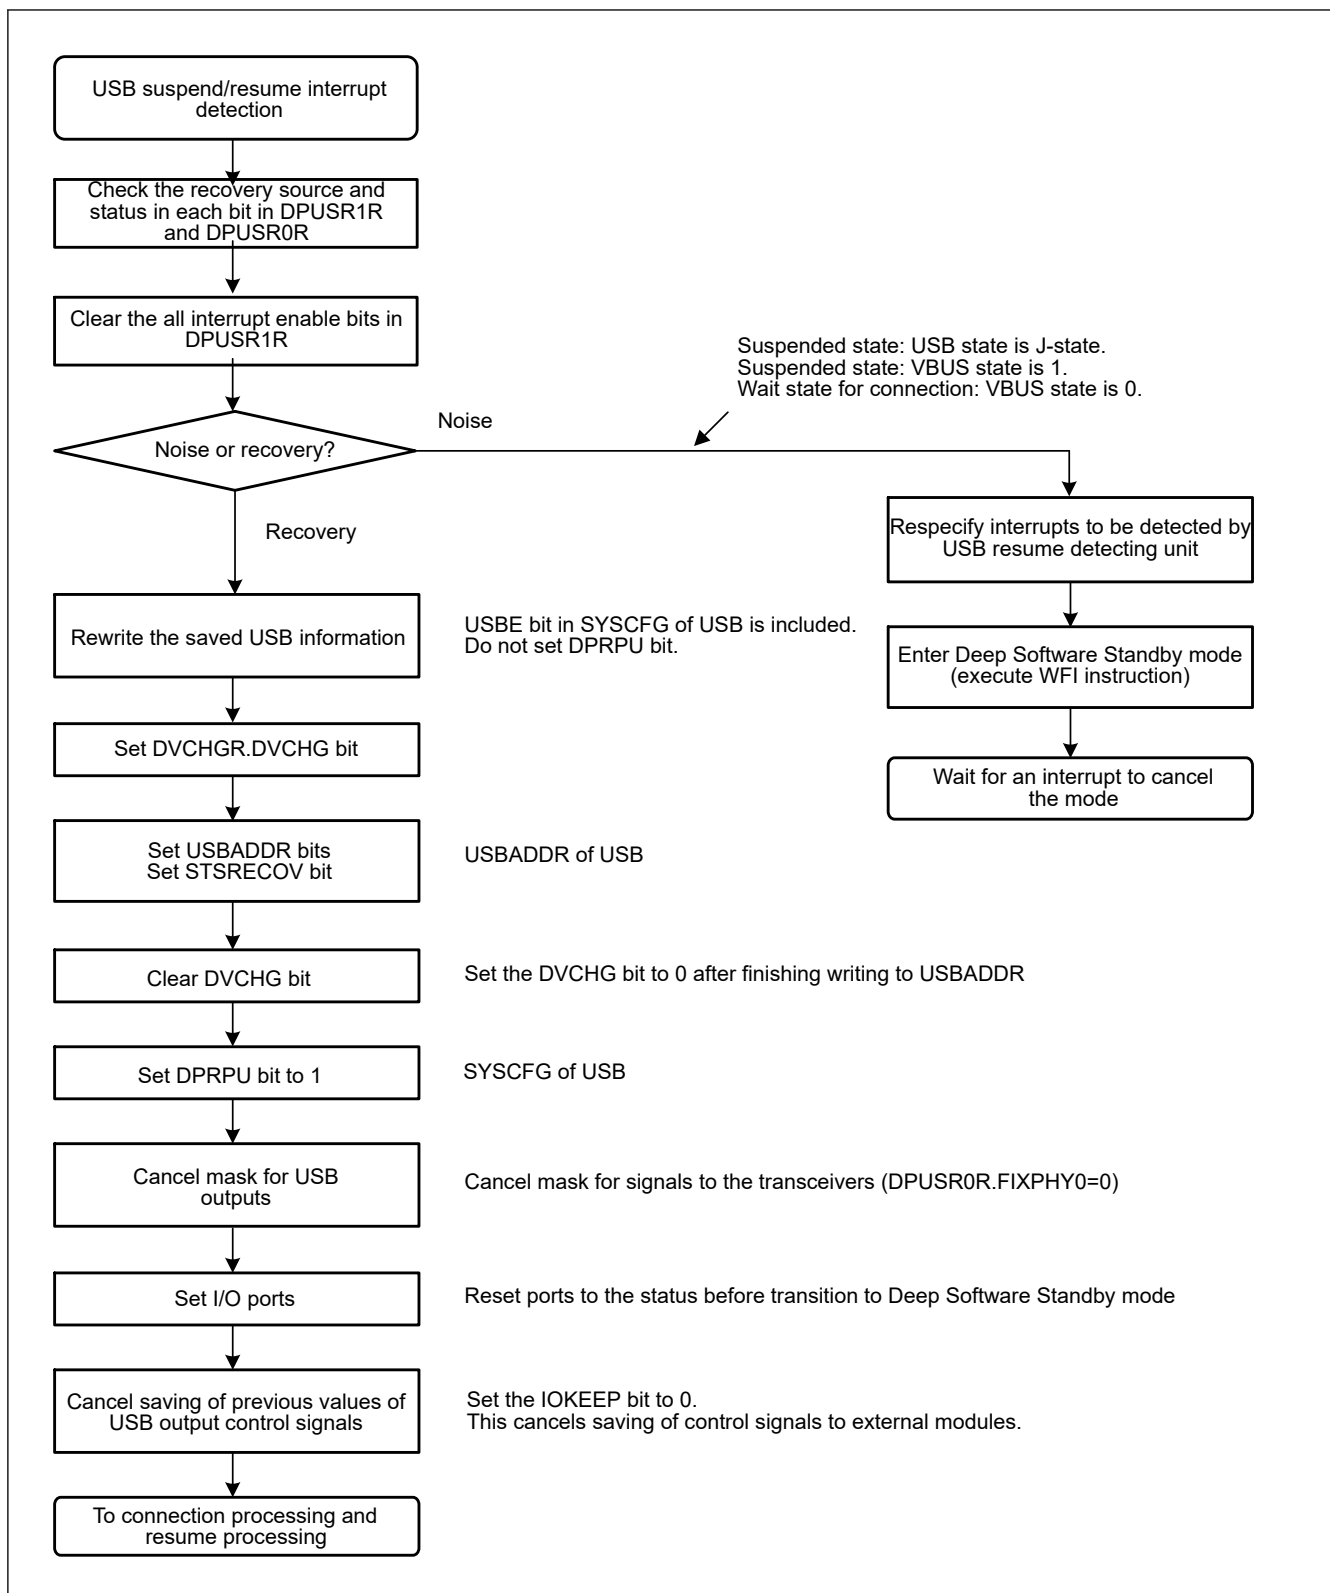 USB suspend/resume interrupt
detection
Check the recovery source and
status in each bit in DPUSR1R
and DPUSR0R
Clear the all interrupt enable bits in
DPUSR1R
Suspended state: USB state is J-state.
Suspended state: VBUS state is 1.
Wait state for connection: VBUS state is 0.
Noise
Noise or recovery?
Recovery
Respecify interrupts to be detected by
USB resume detecting unit
Rewrite the saved USB information
USBE bit in SYSCFG of USB is included.
Do not set DPRPU bit.
Enter Deep Software Standby mode
(execute WFI instruction)
Set DVCHGR.DVCHG bit
Wait for an interrupt to cancel
the mode
Set USBADDR bits
Set STSRECOV bit
USBADDR of USB
Clear DVCHG bit
Set the DVCHG bit to 0 after finishing writing to USBADDR
Set DPRPU bit to 1
SYSCFG of USB
Cancel mask for USB
outputs
Cancel mask for signals to the transceivers (DPUSR0R.FIXPHY0=0)
Set I/O ports
Reset ports to the status before transition to Deep Software Standby mode
Cancel saving of previous values of
USB output control signals
Set the IOKEEP bit to 0.
This cancels saving of control signals to external modules.
To connection processing and
resume processing